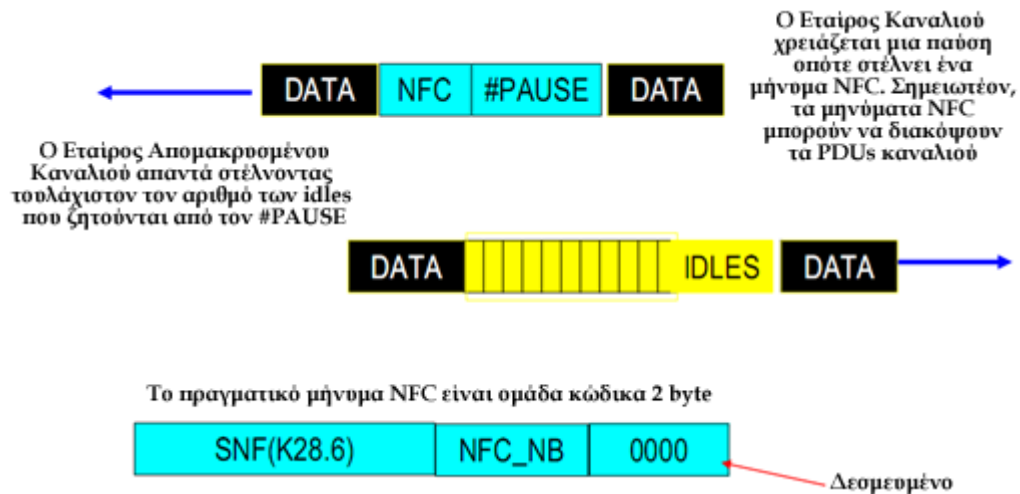 Ο Εταίρος Καναλιού
χρειάζεται μια παύση
οπότε στέλνει ένα
μήνυμα NFC. Σημειωτέον,
τα μηνύματα NFC
μπορούν να διακόψουν
τα PDUs καναλιού
DATA NFC #PAUSE DATA
Ο Εταίρος Απομακρυσμένου
Καναλιού απαντά στέλνοντας
τουλάχιστον τον αριθμό των idles
που ζητούνται από τον #PAUSE
DATA IDLES DATA
Το πραγματικό μήνυμα NFC είναι ομάδα κώδικα 2 byte
SNF(K28.6) NFC_NB 0000
Δεσμευμένο